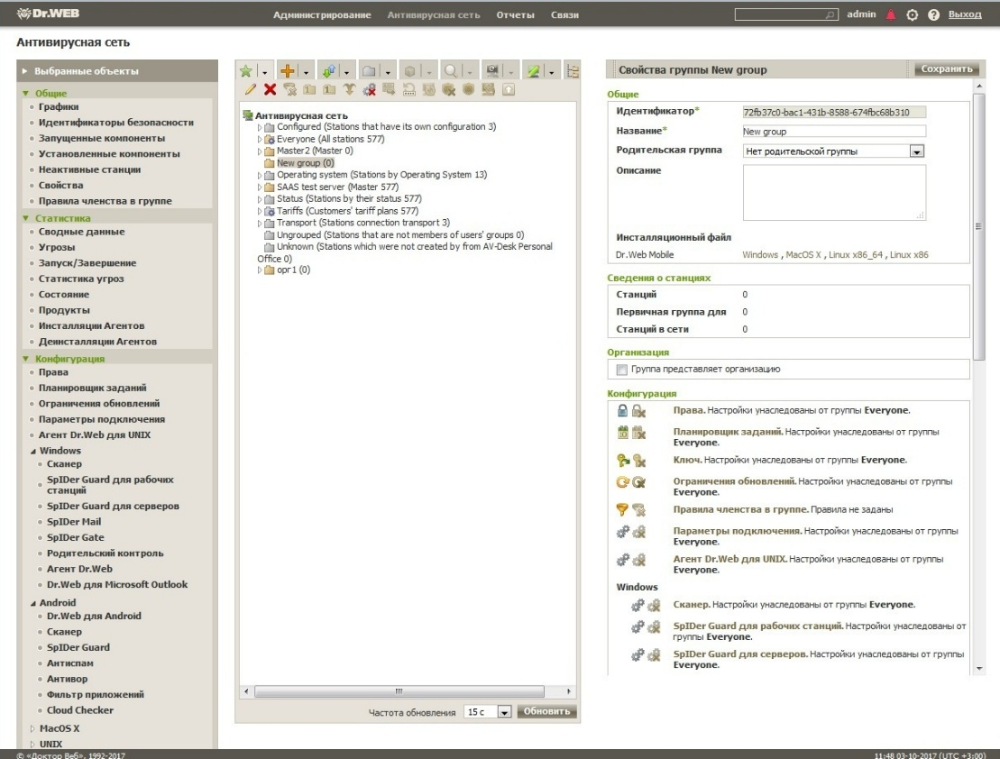 Dr.WEB
Администрирование Антивирусная сеть Отчеты Связи
admin Выход
Антивирусная сеть
Выбранные объекты
Общие
Графики
Идентификаторы безопасности
Запущенные компоненты
Установленные компоненты
Неактивные станции
Свойства
Правила членства в группе
Статистика
Сводные данные
Угрозы
Запуск/Завершение
Статистика угроз
Состояние
Продукты
Инсталляции Агентов
Деинсталляции Агентов
Конфигурация
Права
Планировщик заданий
Ограничения обновлений
Параметры подключения
Агент Dr.Web для UNIX
Windows
Сканер
SpIDer Guard для рабочих
станций
SpIDer Guard для серверов
SpIDer Mail
SpIDer Gate
Родительский контроль
Агент Dr.Web
Dr.Web для Microsoft Outlook
Android
Dr.Web для Android
Сканер
SpIDer Guard
Антиспам
Антивор
Фильтр приложений
Cloud Checker
MacOS X
UNIX
Антивирусная сеть
Configured (Stations that have its own configuration 3)
Everyone (All stations 577)
Master2 (Master 0)
New group (0)
Operating system (Stations by Operating System 13)
SAAS test server (Master 577)
Status (Stations by their status 577)
Tariffs (Customers' tariff plans 577)
Transport (Stations connection transport 3)
Ungrouped (Stations that are not members of users' groups 0)
Unknown (Stations which were not created by from AV-Desk Personal
Office 0)
opr1 (0)
Частота обновления 15 с Обновить
Свойства группы New group Сохранить
Общие
Идентификатор* 72fb37c0-bac1-431b-8588-674fbc68b310
Название* New group
Родительская группа Нет родительской группы
Описание
Инсталляционный файл
Dr.Web Mobile Windows , MacOS X , Linux x86_64 , Linux x86
Сведения о станциях
Станций 0
Первичная группа для 0
Станций в сети 0
Организация
Группа представляет организацию
Конфигурация
Права. Настройки унаследованы от группы Everyone.
Планировщик заданий. Настройки унаследованы от группы
Everyone.
Ключ. Настройки унаследованы от группы Everyone.
Ограничения обновлений. Настройки унаследованы от группы
Everyone.
Правила членства в группе. Правила не заданы
Параметры подключения. Настройки унаследованы от группы
Everyone.
Агент Dr.Web для UNIX. Настройки унаследованы от группы
Everyone.
Windows
Сканер. Настройки унаследованы от группы Everyone.
SpIDer Guard для рабочих станций. Настройки унаследованы от
группы Everyone.
SpIDer Guard для серверов. Настройки унаследованы от группы
Everyone.
© «Доктор Веб», 1992-2017
11:48 03-10-2017 (UTC +3:00)